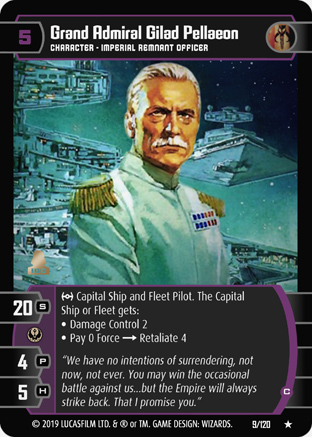 5
Grand Admiral Gilad Pellaeon
CHARACTER - IMPERIAL REMNANT OFFICER
20 S
Capital Ship and Fleet Pilot. The Capital
Ship or Fleet gets:
• Damage Control 2
4 P
• Pay 0 Force → Retaliate 4
"We have no intentions of surrendering, not
now, not ever. You may win the occasional
5 H
battle against us...but the Empire will always
strike back. That I promise you."
C
© 2019 LUCASFILM LTD. & ® or TM. GAME DESIGN: WIZARDS.
9/120